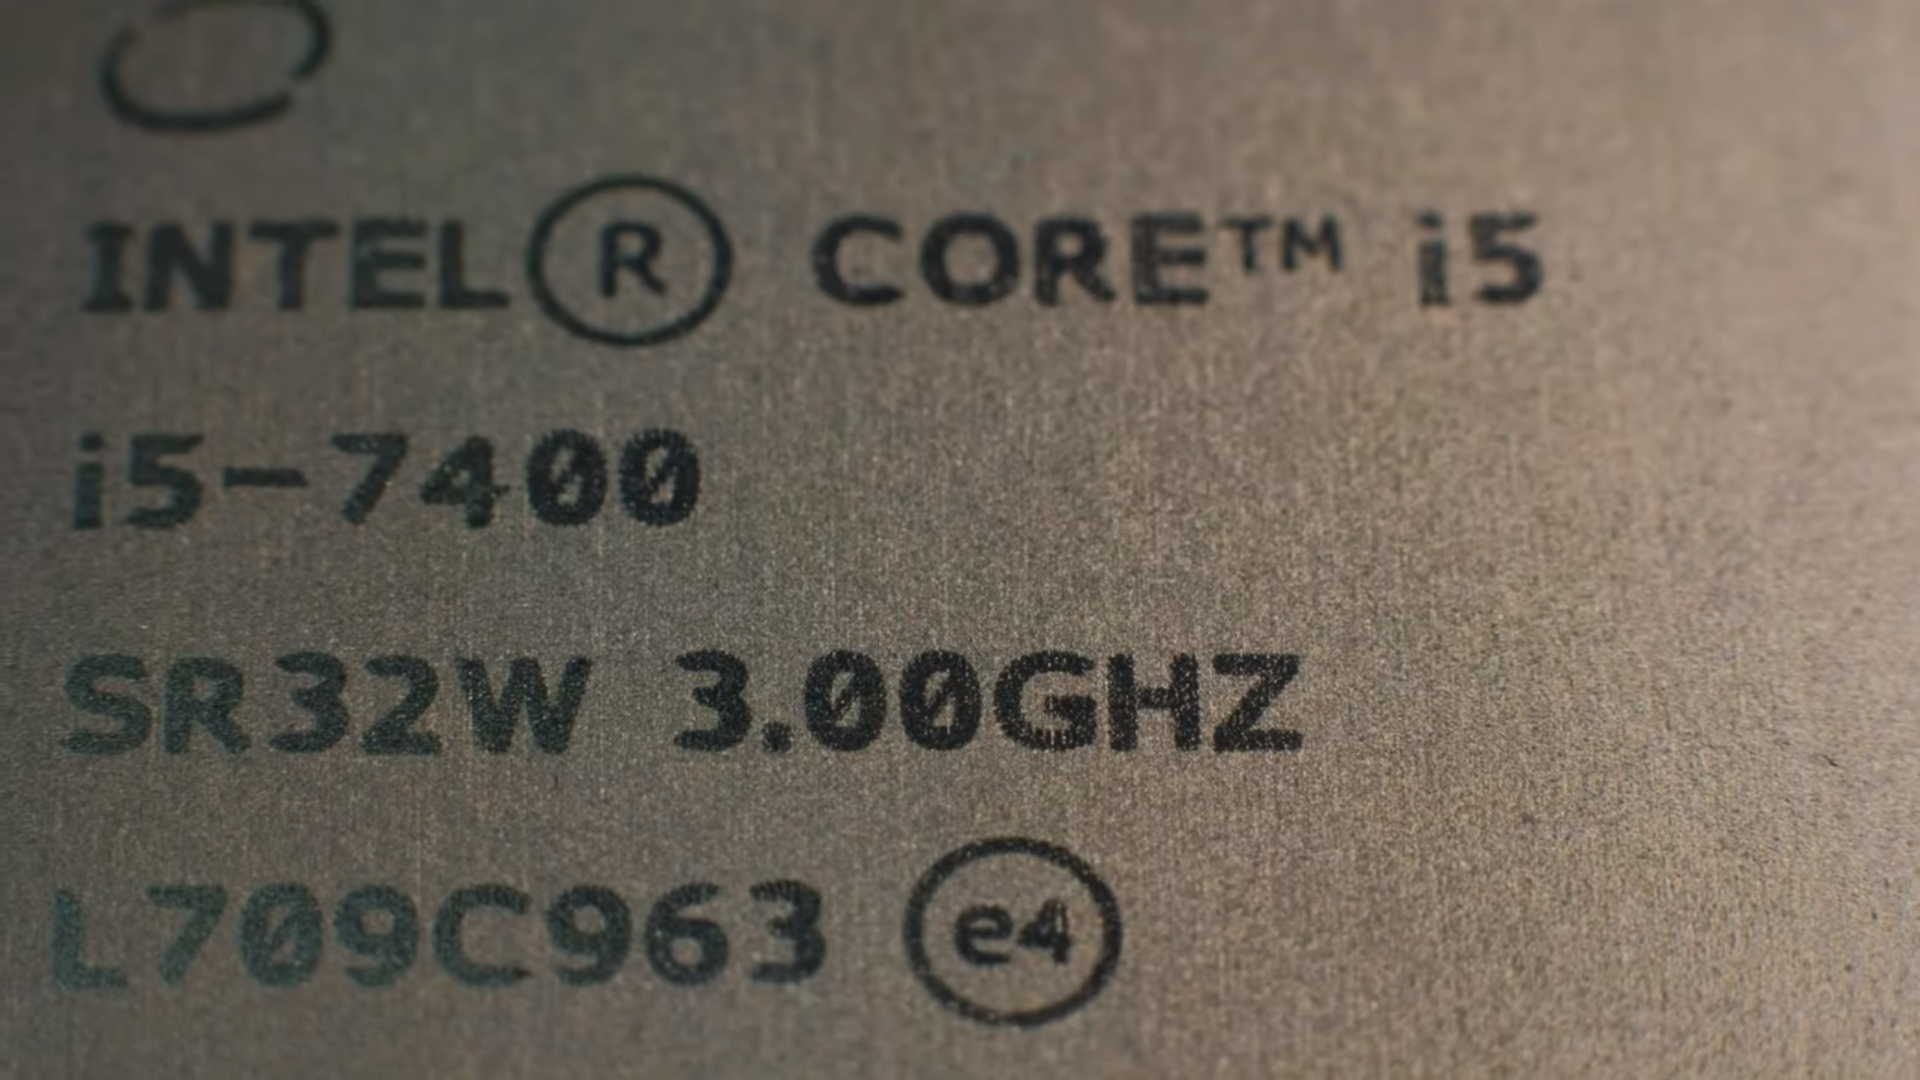 INTEL® CORE™ i5
i5-7400
SR32W 3.00GHZ
L709C963 e4